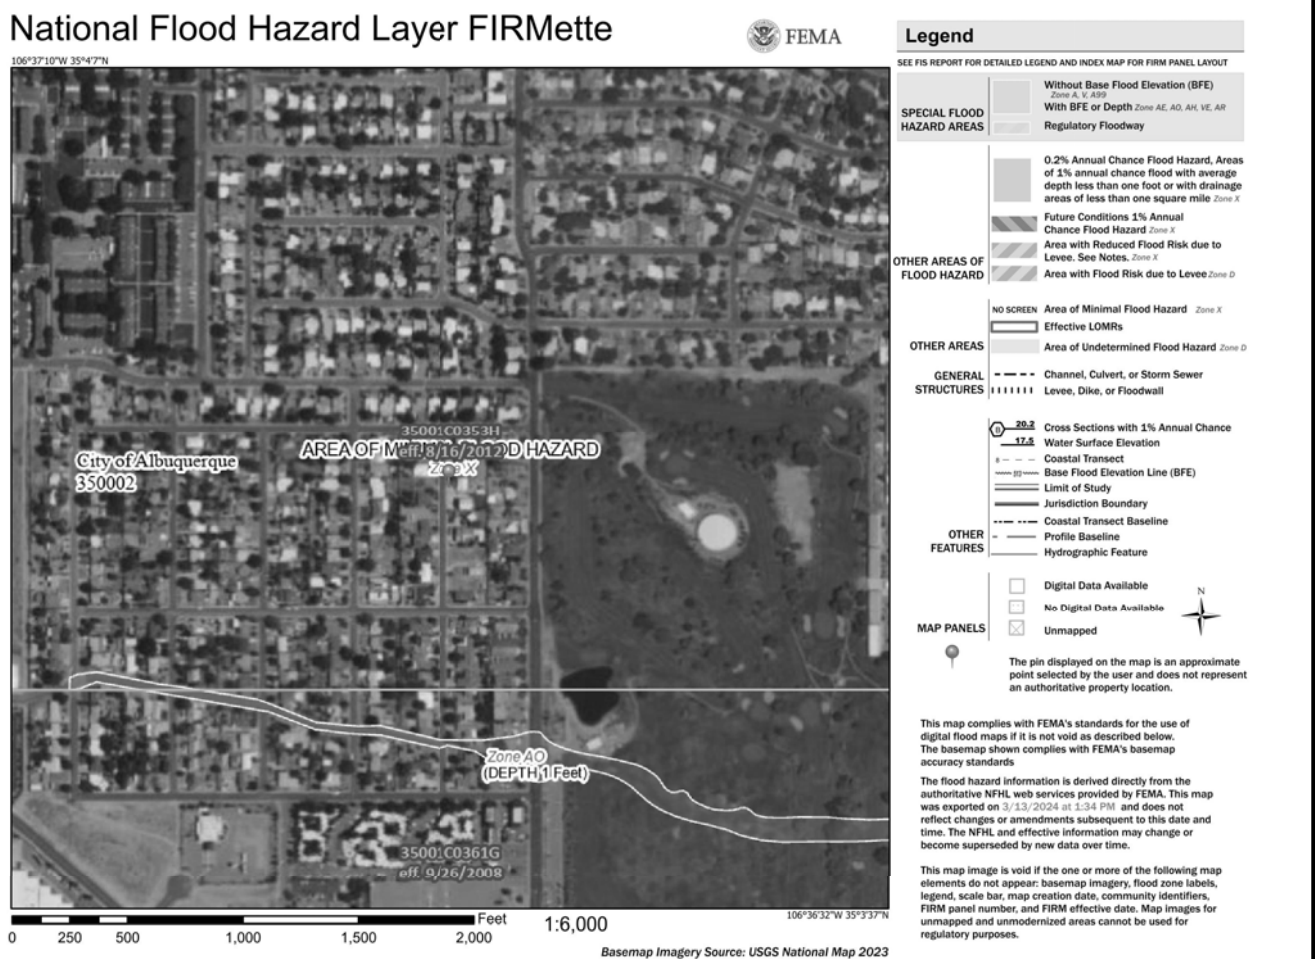 National Flood Hazard Layer FIRMette
FEMA
106°37'10"W 35°4'7"N
35001C0353H
AREA OF M
eff. 8/16/2012
D HAZARD
City of Albuquerque
350002
Zone AO
(DEPTH 1 Feet)
35001C0361G
eff. 9/26/2008
Feet
1:6,000
106°36'32"W 35°3'37"N
0 250 500 1,000 1,500 2,000
Basemap Imagery Source: USGS National Map 2023
Legend
SEE FIS REPORT FOR DETAILED LEGEND AND INDEX MAP FOR FIRM PANEL LAYOUT
SPECIAL FLOOD
HAZARD AREAS
Without Base Flood Elevation (BFE)
Zone A, V, A99
With BFE or Depth Zone AE, AO, AH, VE, AR
Regulatory Floodway
0.2% Annual Chance Flood Hazard, Areas
of 1% annual chance flood with average
depth less than one foot or with drainage
areas of less than one square mile Zone X
Future Conditions 1% Annual
Chance Flood Hazard Zone X
OTHER AREAS OF
FLOOD HAZARD
Area with Reduced Flood Risk due to
Levee. See Notes. Zone X
Area with Flood Risk due to Levee Zone D
NO SCREEN Area of Minimal Flood Hazard Zone X
Effective LOMRs
OTHER AREAS
Area of Undetermined Flood Hazard Zone D
GENERAL
STRUCTURES
Channel, Culvert, or Storm Sewer
Levee, Dike, or Floodwall
B 20.2 Cross Sections with 1% Annual Chance
17.5 Water Surface Elevation
Coastal Transect
Base Flood Elevation Line (BFE)
Limit of Study
Jurisdiction Boundary
Coastal Transect Baseline
OTHER
FEATURES
Profile Baseline
Hydrographic Feature
Digital Data Available
No Digital Data Available
Unmapped
N
MAP PANELS
The pin displayed on the map is an approximate
point selected by the user and does not represent
an authoritative property location.
This map complies with FEMA's standards for the use of
digital flood maps if it is not void as described below.
The basemap shown complies with FEMA's basemap
accuracy standards
The flood hazard information is derived directly from the
authoritative NFHL web services provided by FEMA. This map
was exported on 3/13/2024 at 1:34 PM and does not
reflect changes or amendments subsequent to this date and
time. The NFHL and effective information may change or
become superseded by new data over time.
This map image is void if the one or more of the following map
elements do not appear: basemap imagery, flood zone labels,
legend, scale bar, map creation date, community identifiers,
FIRM panel number, and FIRM effective date. Map images for
unmapped and unmodernized areas cannot be used for
regulatory purposes.